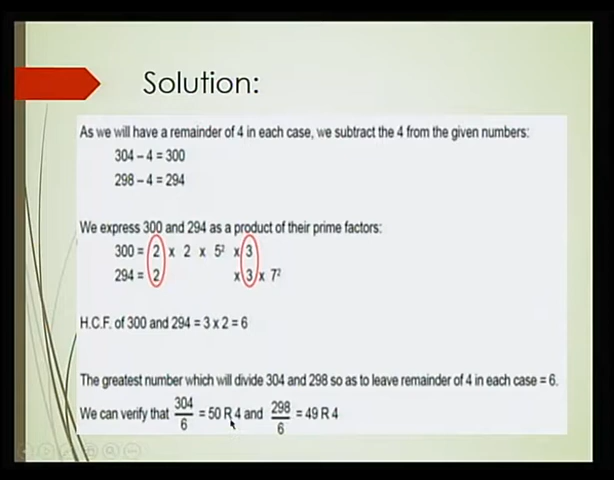 Solution:
As we will have a remainder of 4 in each case, we subtract the 4 from the given numbers:
304 – 4 = 300
298 – 4 = 294
We express 300 and 294 as a product of their prime factors:
300 = 2 x 2 x 5² x 3
294 = 2 x 3 x 7²
H.C.F. of 300 and 294 = 3 x 2 = 6
The greatest number which will divide 304 and 298 so as to leave remainder of 4 in each case = 6.
We can verify that 304/6 = 50 R 4 and 298/6 = 49 R 4